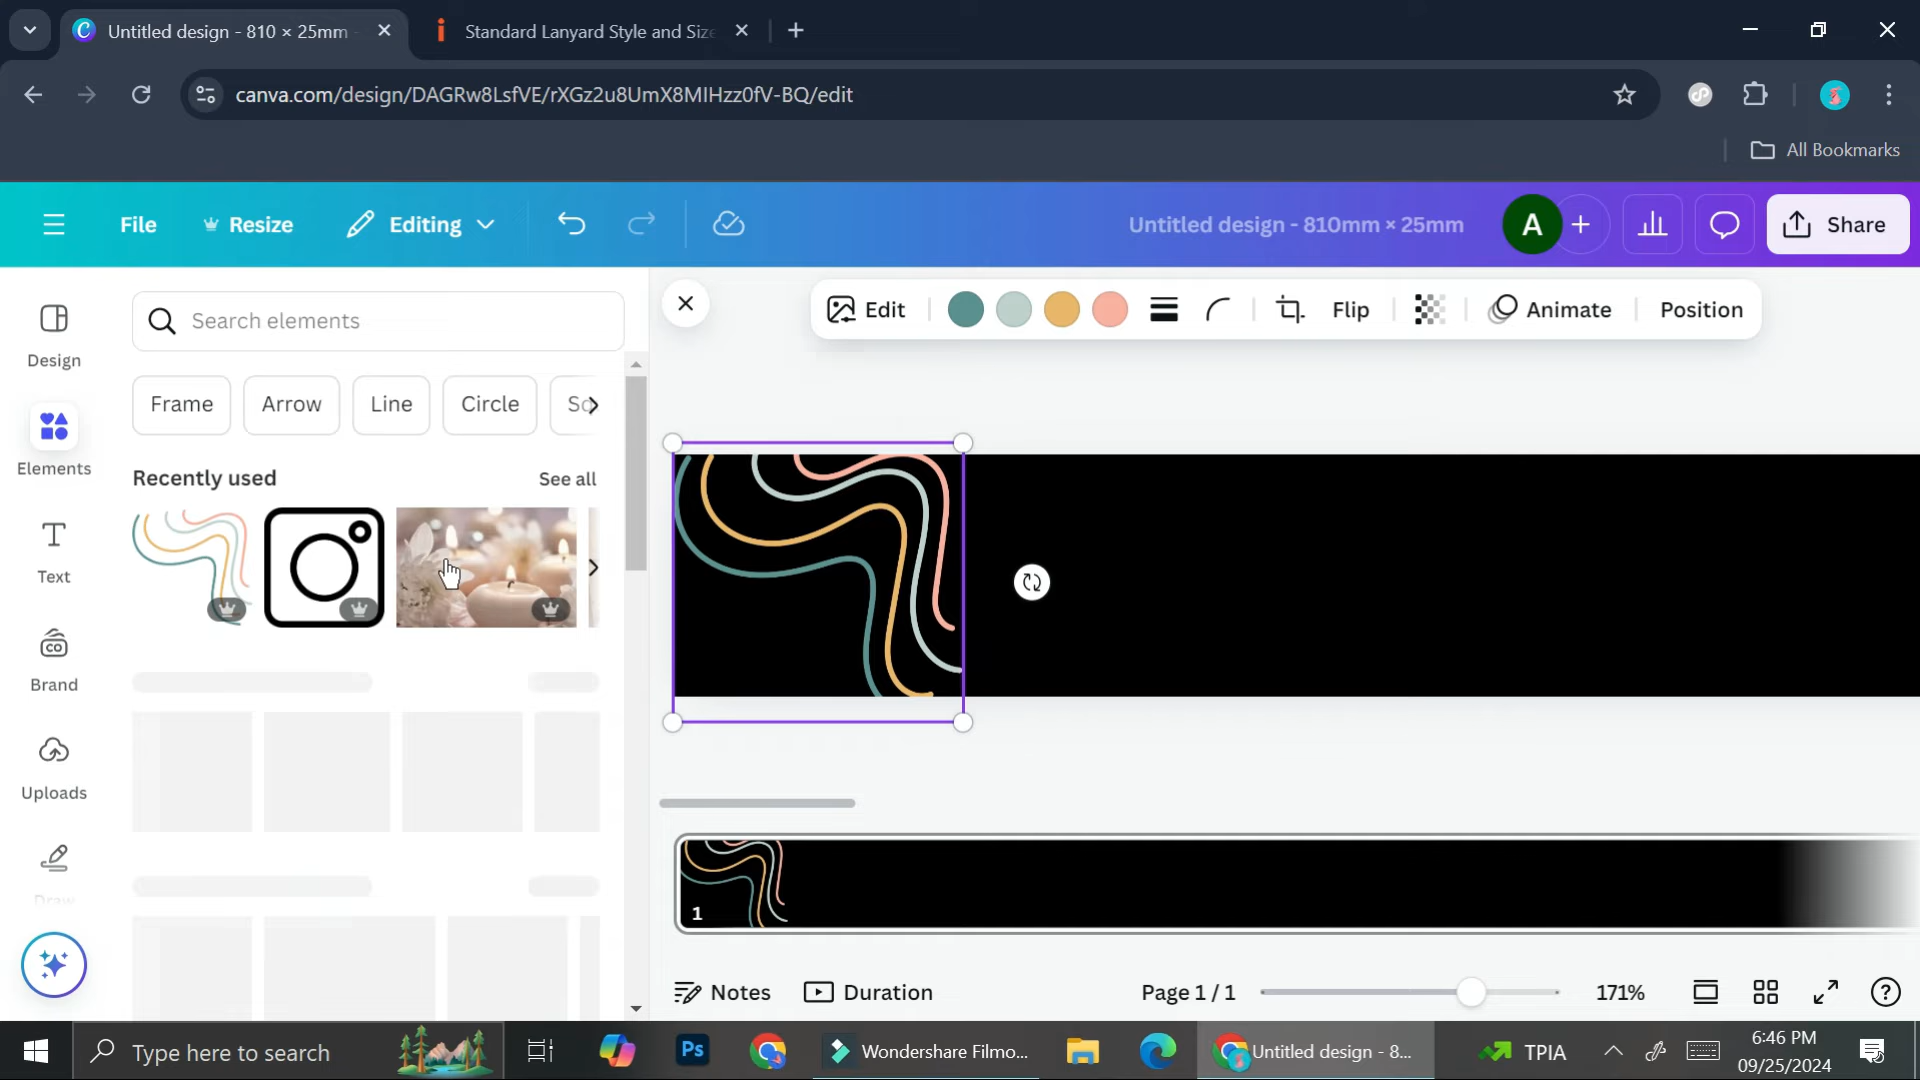 Untitled design - 810 × 25mm
Standard Lanyard Style and Size
canva.com/design/DAGRw8LsfVE/rXGz2u8UmX8MIHzz0fV-BQ/edit
All Bookmarks
File
Resize
Editing
Untitled design - 810mm × 25mm
A
Share
Design
Elements
Text
Brand
Uploads
Draw
Search elements
Frame
Arrow
Line
Circle
Recently used
See all
Edit
Flip
Animate
Position
1
Notes
Duration
Page 1 / 1
171%
Type here to search
Ps
Wondershare Filmo...
Untitled design - 8...
TPIA
6:46 PM
09/25/2024